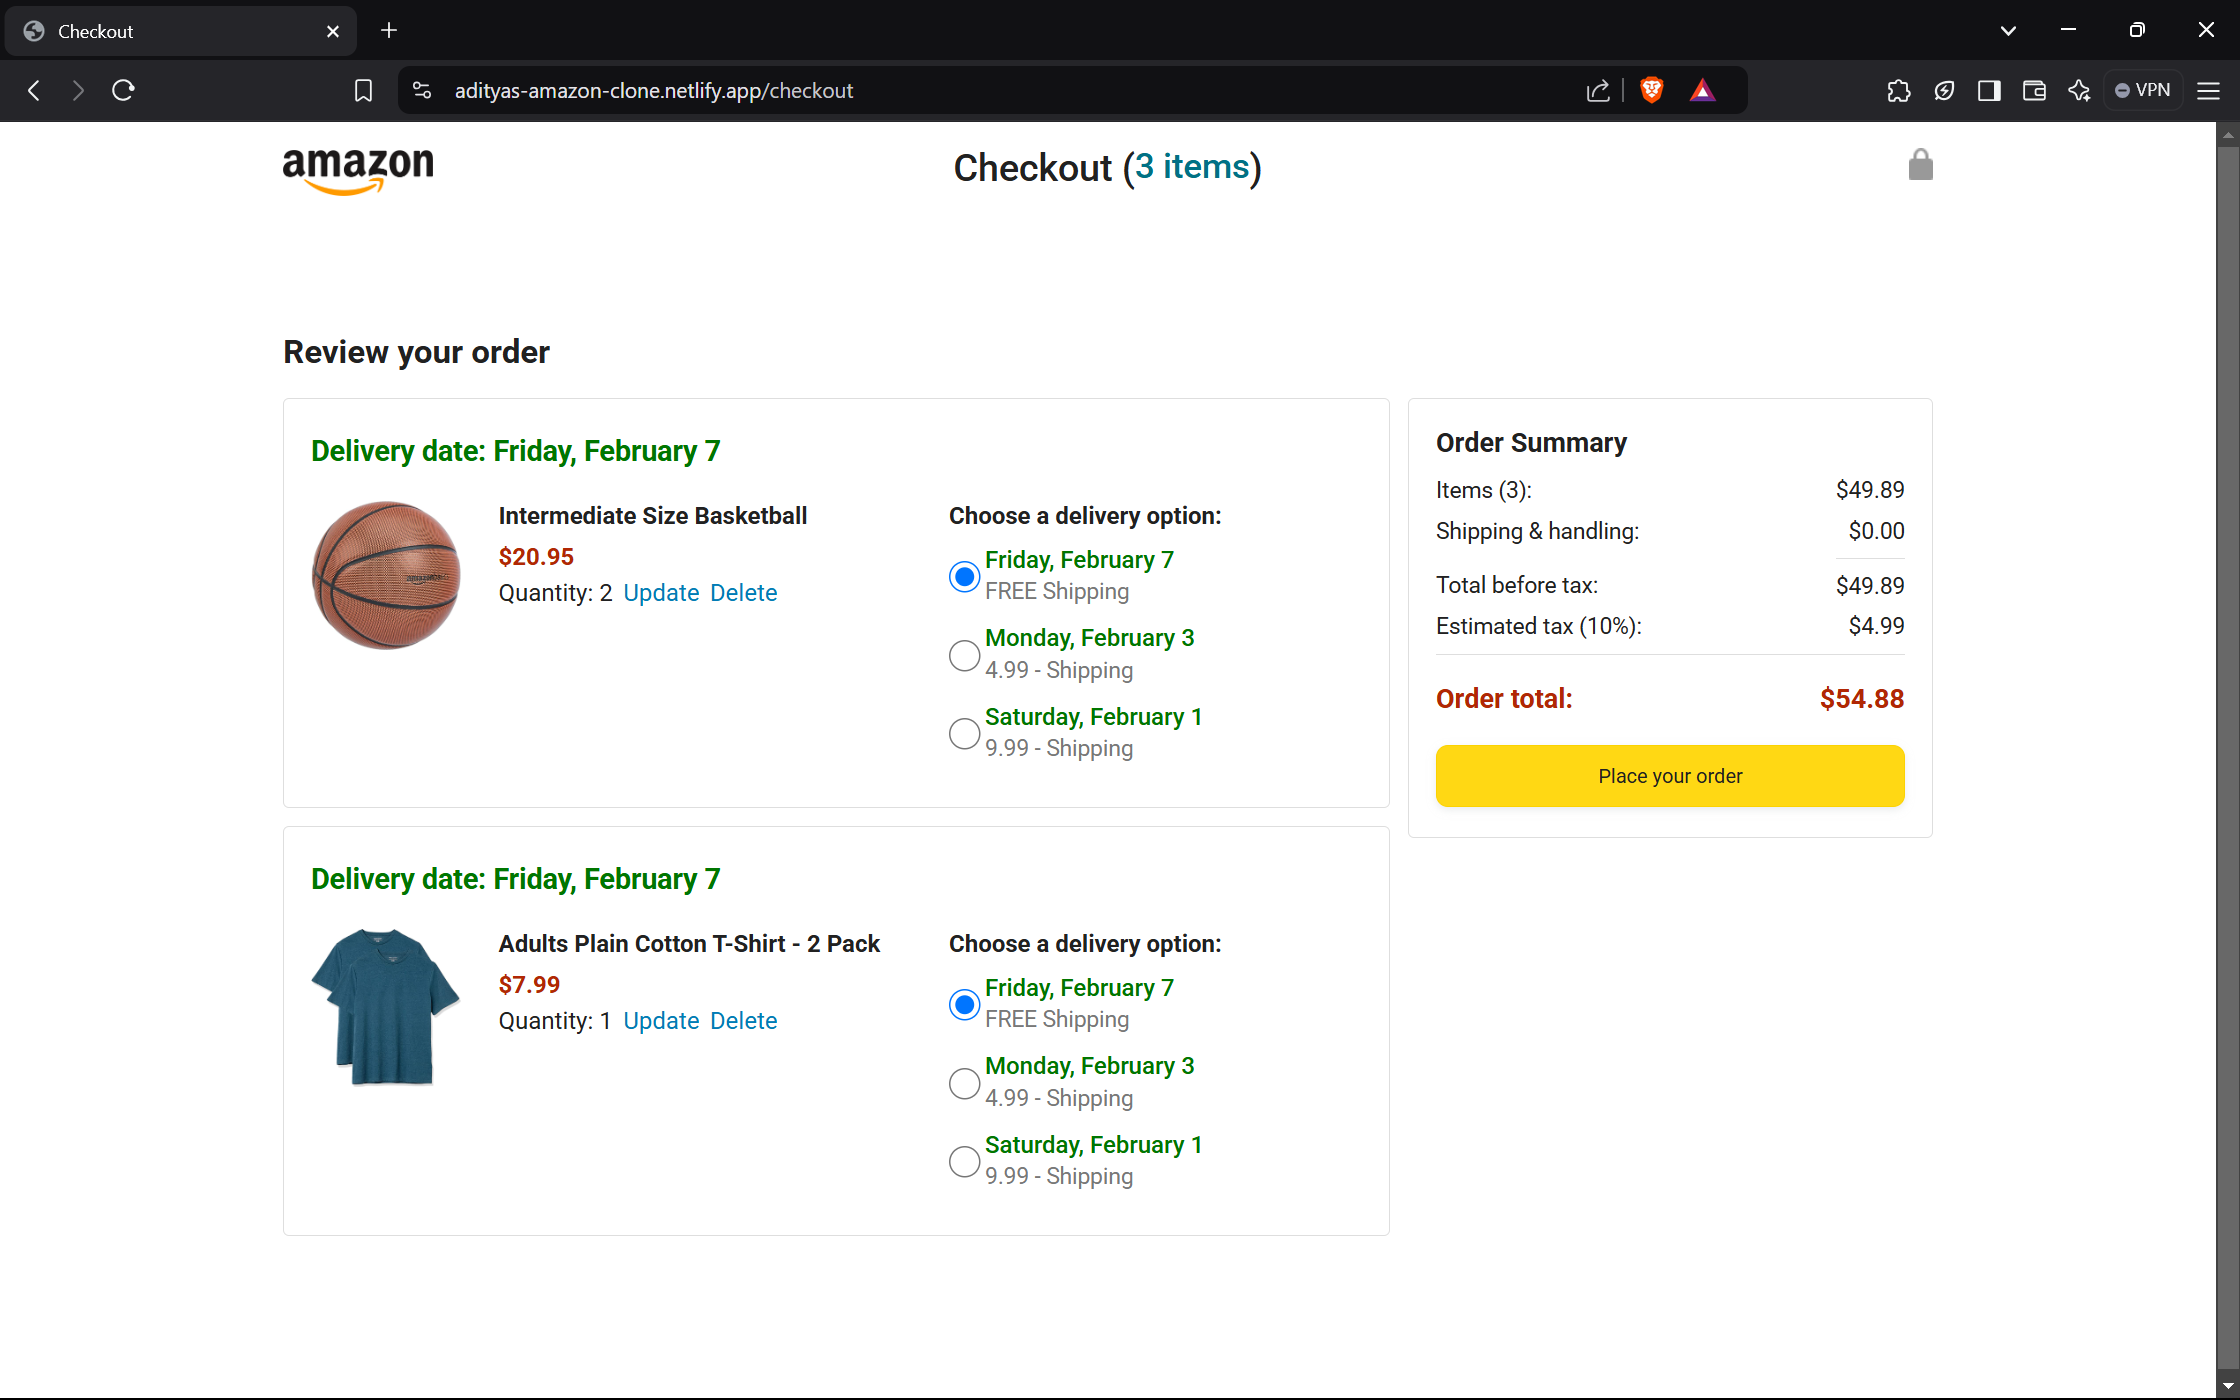 Checkout
adityas-amazon-clone.netlify.app/checkout
VPN
amazon
Checkout (3 items)
Review your order
Delivery date: Friday, February 7
Intermediate Size Basketball
$20.95
Quantity: 2 Update Delete
Choose a delivery option:
Friday, February 7
FREE Shipping
Monday, February 3
4.99 - Shipping
Saturday, February 1
9.99 - Shipping
Order Summary
Items (3): $49.89
Shipping & handling: $0.00
Total before tax: $49.89
Estimated tax (10%): $4.99
Order total: $54.88
Place your order
Delivery date: Friday, February 7
Adults Plain Cotton T-Shirt - 2 Pack
$7.99
Quantity: 1 Update Delete
Choose a delivery option:
Friday, February 7
FREE Shipping
Monday, February 3
4.99 - Shipping
Saturday, February 1
9.99 - Shipping